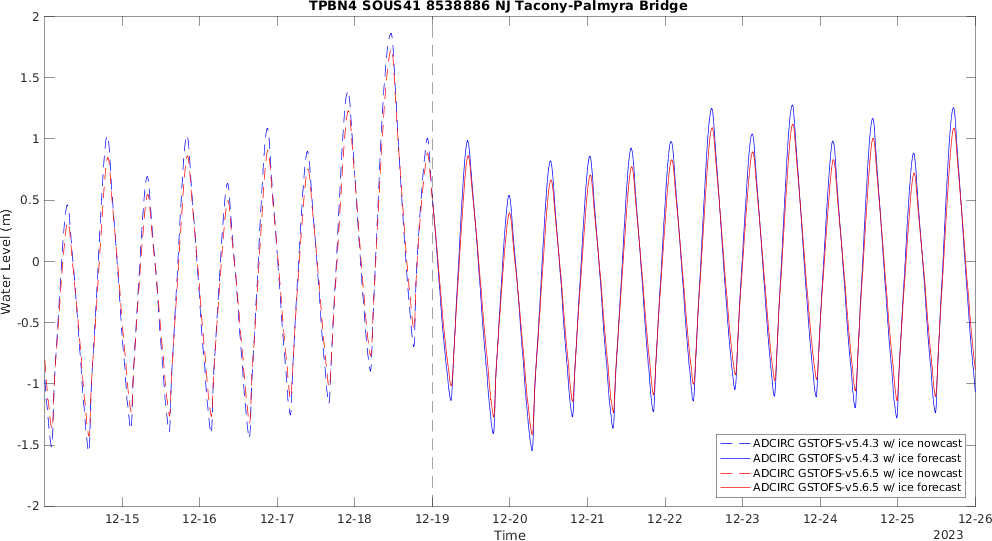 TPBN4 SOUS41 8538886 NJ Tacony-Palmyra Bridge
2
1.5
1
0.5
0
-0.5
-1
-1.5
-2
Water Level (m)
ADCIRC GSTOFS-v5.4.3 w/ ice nowcast
ADCIRC GSTOFS-v5.4.3 w/ ice forecast
ADCIRC GSTOFS-v5.6.5 w/ ice nowcast
ADCIRC GSTOFS-v5.6.5 w/ ice forecast
12-15 12-16 12-17 12-18 12-19 12-20 12-21 12-22 12-23 12-24 12-25 12-26
Time
2023